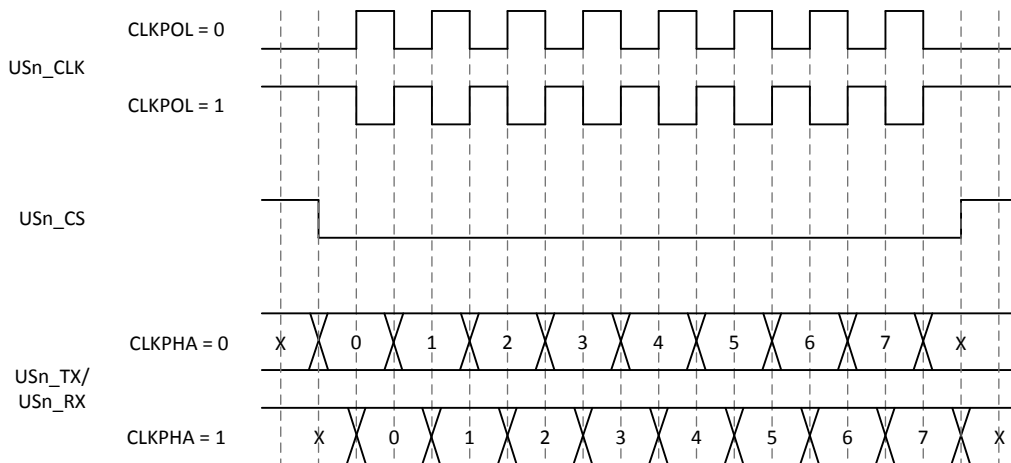 CLKPOL = 0
USn_CLK
CLKPOL = 1
USn_CS
CLKPHA = 0
X 0 1 2 3 4 5 6 7 X
USn_TX/
USn_RX
CLKPHA = 1
X 0 1 2 3 4 5 6 7 X